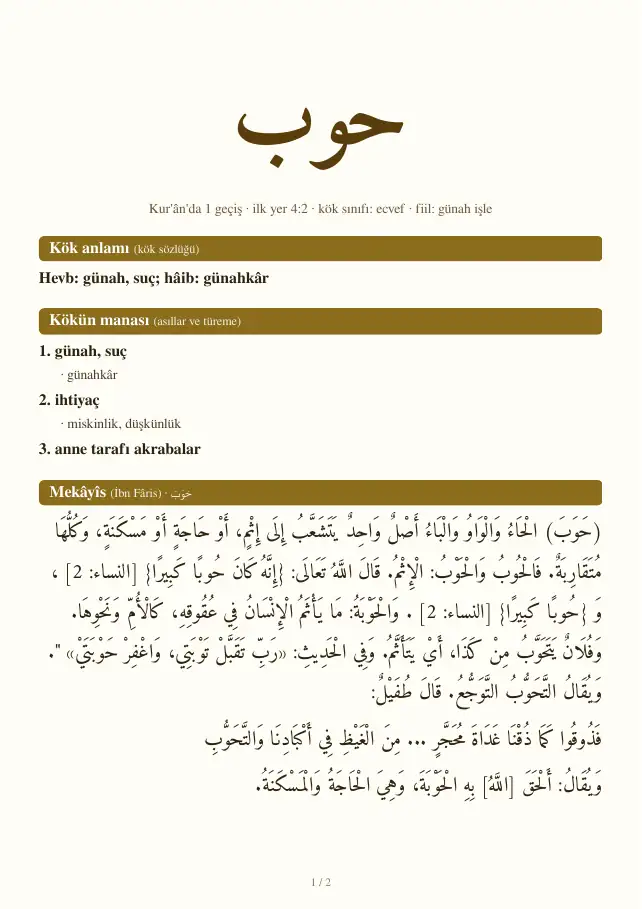 حوب
Kur'ân'da 1 geçiş · ilk yer 4:2 · kök sınıfı: ecvef · fiil: günah işle
Kök anlamı (kök sözlüğü)
Hevb: günah, suç; hâib: günahkâr
Kökün manası (asıllar ve türeme)
1. günah, suç
· günahkâr
2. ihtiyaç
· miskinlik, düşkünlük
3. anne tarafı akrabalar
Mekâyîs (İbn Fâris) · حَوَبَ
(حَوَبَ) الْحَاءُ وَالْوَاوُ وَالْبَاءُ أَصْلٌ وَاحِدٌ يَتَشَعَّبُ إِلَى إِثْمٍ، أَوْ حَاجَةٍ أَوْ مَسْكَنَةٍ، وَكُلُّهَا
مُتَقَارِبَةٌ. فَالْحُوبُ وَالْحَوْبُ: الْإِثْمُ. قَالَ اللَّهُ تَعَالَى: {إِنَّهُ كَانَ حُوبًا كَبِيرًا} [النساء: 2] ،
وَ {حُوبًا كَبِيرًا} [النساء: 2] . وَالْحَوْبَةُ: مَا يَأْثَمُ الْإِنْسَانُ فِي عُقُوقِهِ، كَالْأُمِّ وَنَحْوِهَا.
وَفُلَانٌ يَتَحَوَّبُ مِنْ كَذَا، أَيْ يَتَأَثَّمُ. وَفِي الْحَدِيثِ: «رَبِّ تَقَبَّلْ تَوْبَتِي، وَاغْفِرْ حَوْبَتَيْ» ".
وَيُقَالُ التَّحَوُّبُ التَّوَجُّعُ. قَالَ طُفَيْلٌ:
فَذُوقُوا كَمَا ذُقْنَا غَدَاةَ مُحَجَّرٍ ... مِنَ الْغَيْظِ فِي أَكْبَادِنَا وَالتَّحَوُّبِ
وَيُقَالُ: أَلْحَقَ [اللَّهُ] بِهِ الْحَوْبَةَ، وَهِيَ الْحَاجَةُ وَالْمَسْكَنَةُ.
1 / 2